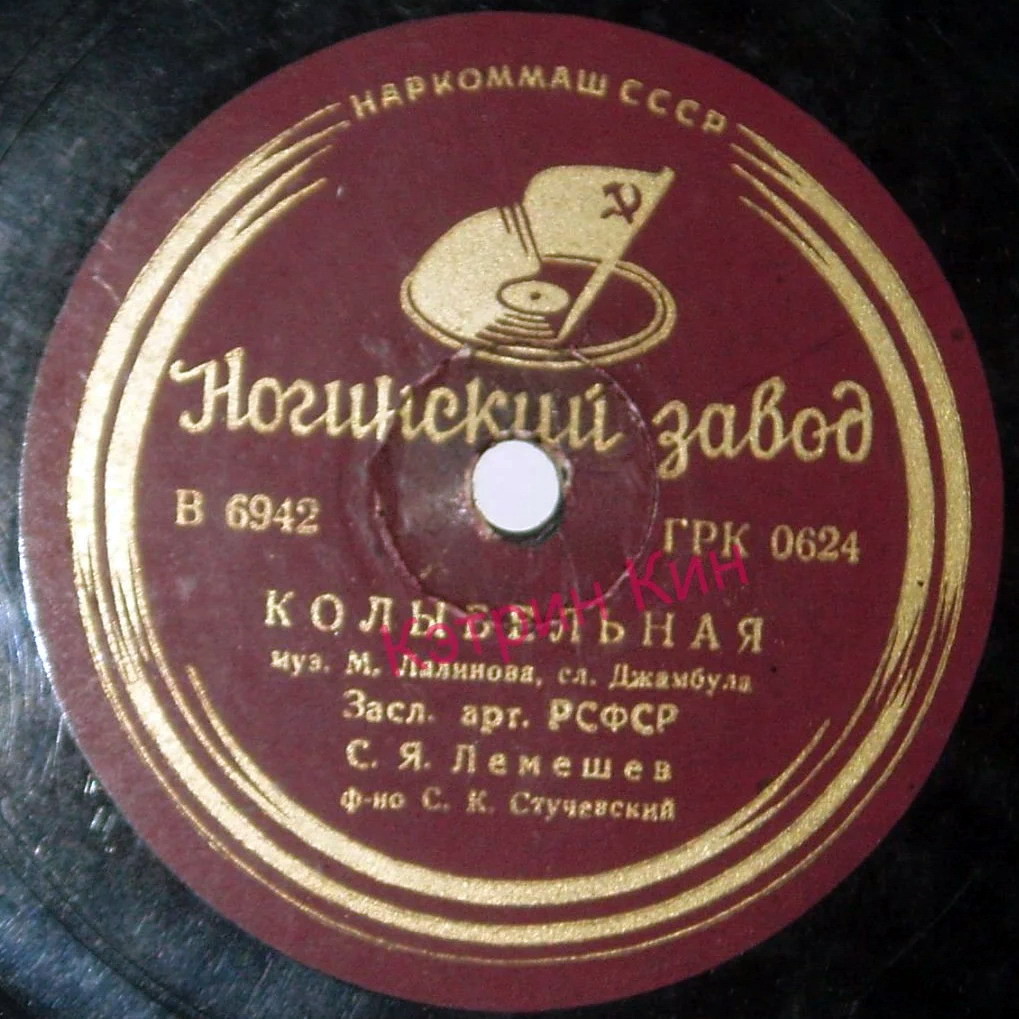 НАРКОММАШ СССР
Ногинский завод
В 6942
ГРК 0624
КОЛЫБЕЛЬНАЯ
муз. М. Лалинова, сл. Джамбула
Засл. арт. РСФСР
С. Я. Лемешев
ф-но С. К. Стучевский
Кэтрин Кин